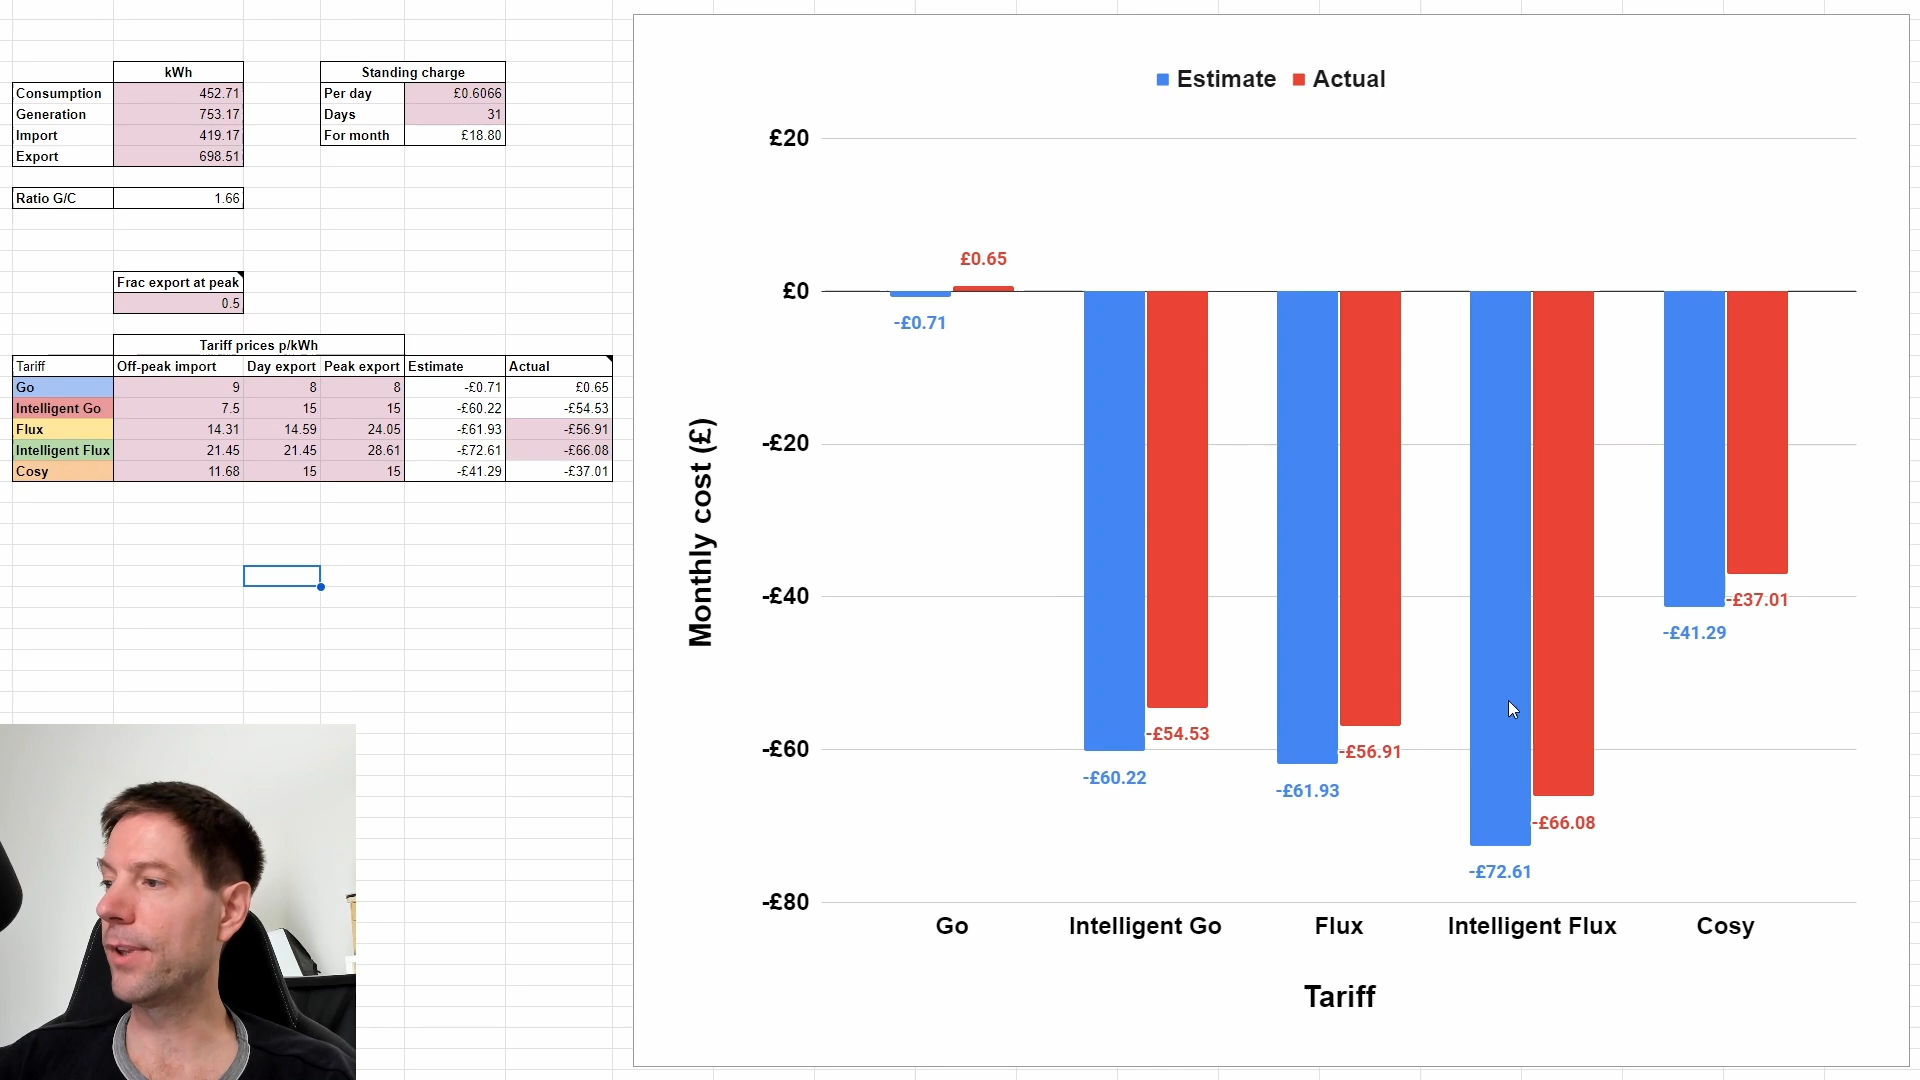 kWh
Consumption 452.71
Generation 753.17
Import 419.17
Export 698.51
Ratio G/C 1.66
Standing charge
Per day £0.6066
Days 31
For month £18.80
Frac export at peak
0.5
Tariff prices p/kWh
Tariff Off-peak import Day export Peak export Estimate Actual
Go 9 8 8 -£0.71 £0.65
Intelligent Go 7.5 15 15 -£60.22 -£54.53
Flux 14.31 14.59 24.05 -£61.93 -£56.91
Intelligent Flux 21.45 21.45 28.61 -£72.61 -£66.08
Cosy 11.68 15 15 -£41.29 -£37.01
Estimate Actual
Monthly cost (£)
£20
£0
-£20
-£40
-£60
-£80
£0.65
-£0.71
-£54.53
-£60.22
-£56.91
-£61.93
-£66.08
-£72.61
-£37.01
-£41.29
Go Intelligent Go Flux Intelligent Flux Cosy
Tariff